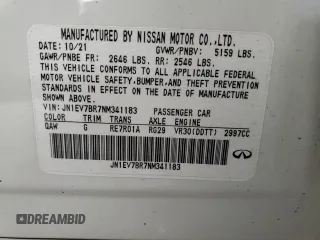 MANUFACTURED BY NISSAN MOTOR CO.,LTD.
DATE: 10/21 GVWR/PNBV: 5159 LBS.
GAWR/PNBE FR: 2646 LBS. RR: 2546 LBS.
THIS VEHICLE CONFORMS TO ALL APPLICABLE FEDERAL
MOTOR VEHICLE SAFETY, BUMPER, AND THEFT PREVENTION
STANDARDS IN EFFECT ON THE DATE OF MANUFACTURE
SHOWN ABOVE.
VIN: JN1EV7BR7NM341183 PASSENGER CAR
COLOR TRIM TRANS AXLE ENGINE
QAW G RE7R01A RG29 VR30(DDTT) 2997CC
JN1EV7BR7NM341183
INFINITI
AUTOHELPERBOT.COM